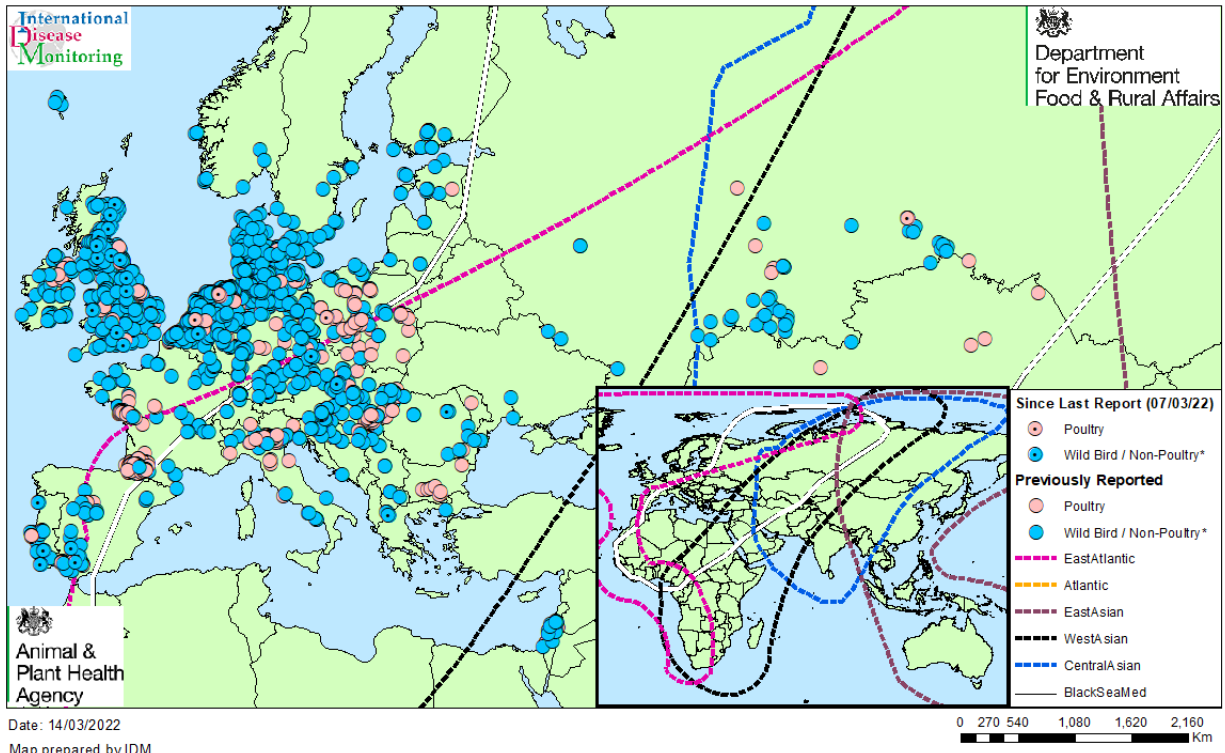 International
Disease
Monitoring
Department
for Environment
Food & Rural Affairs
Since Last Report (07/03/22)
Poultry
Wild Bird / Non-Poultry*
Previously Reported
Poultry
Wild Bird / Non-Poultry*
EastAtlantic
Atlantic
EastAsian
WestAsian
CentralAsian
BlackSeaMed
Animal &
Plant Health
Agency
Date: 14/03/2022
Map prepared by IDM
0 270 540 1,080 1,620 2,160
Km